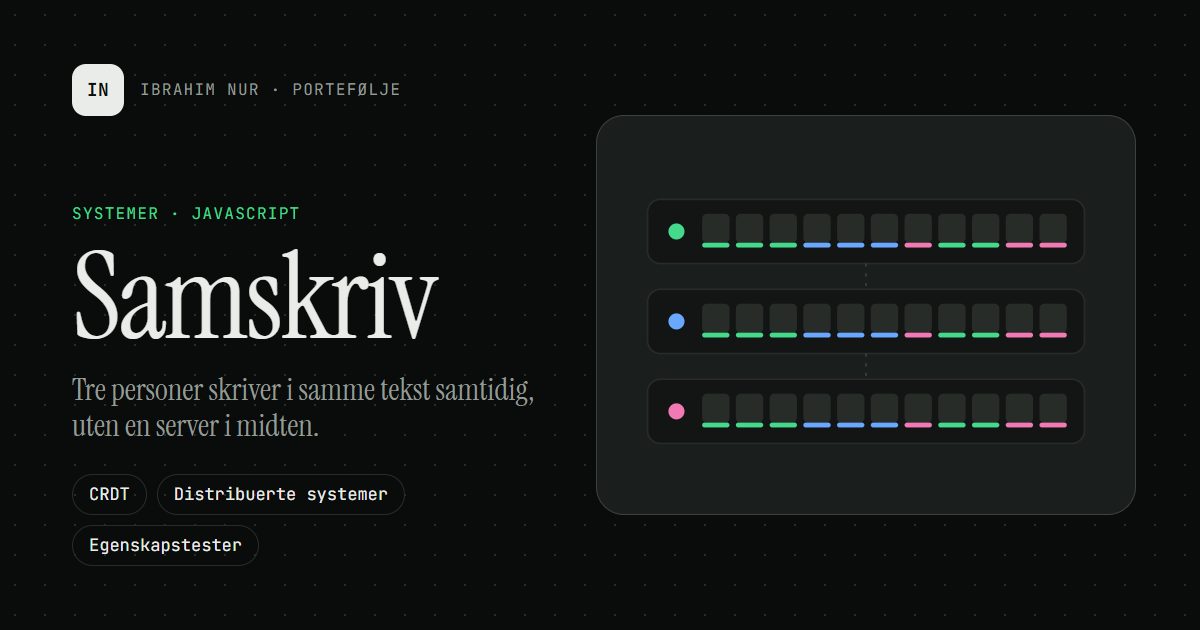 IN
IBRAHIM NUR · PORTEFØLJE
SYSTEMER · JAVASCRIPT
Samskriv
Tre personer skriver i samme tekst samtidig,
uten en server i midten.
CRDT
Distribuerte systemer
Egenskapstester